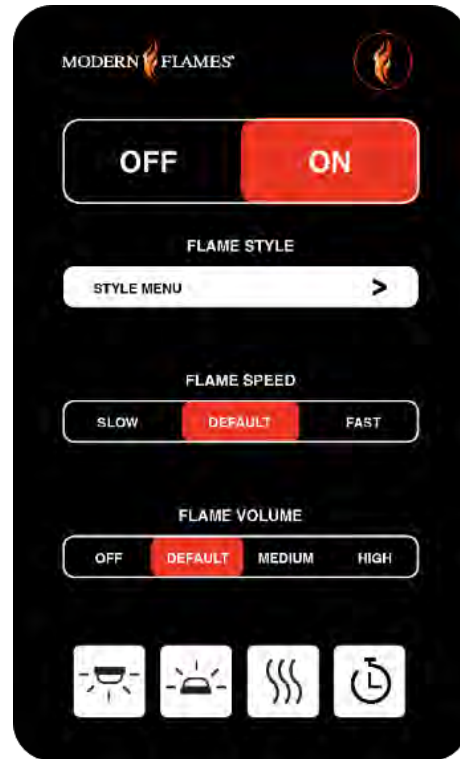 MODERN FLAMES®
OFF ON
FLAME STYLE
STYLE MENU >
FLAME SPEED
SLOW DEFAULT FAST
FLAME VOLUME
OFF DEFAULT MEDIUM HIGH